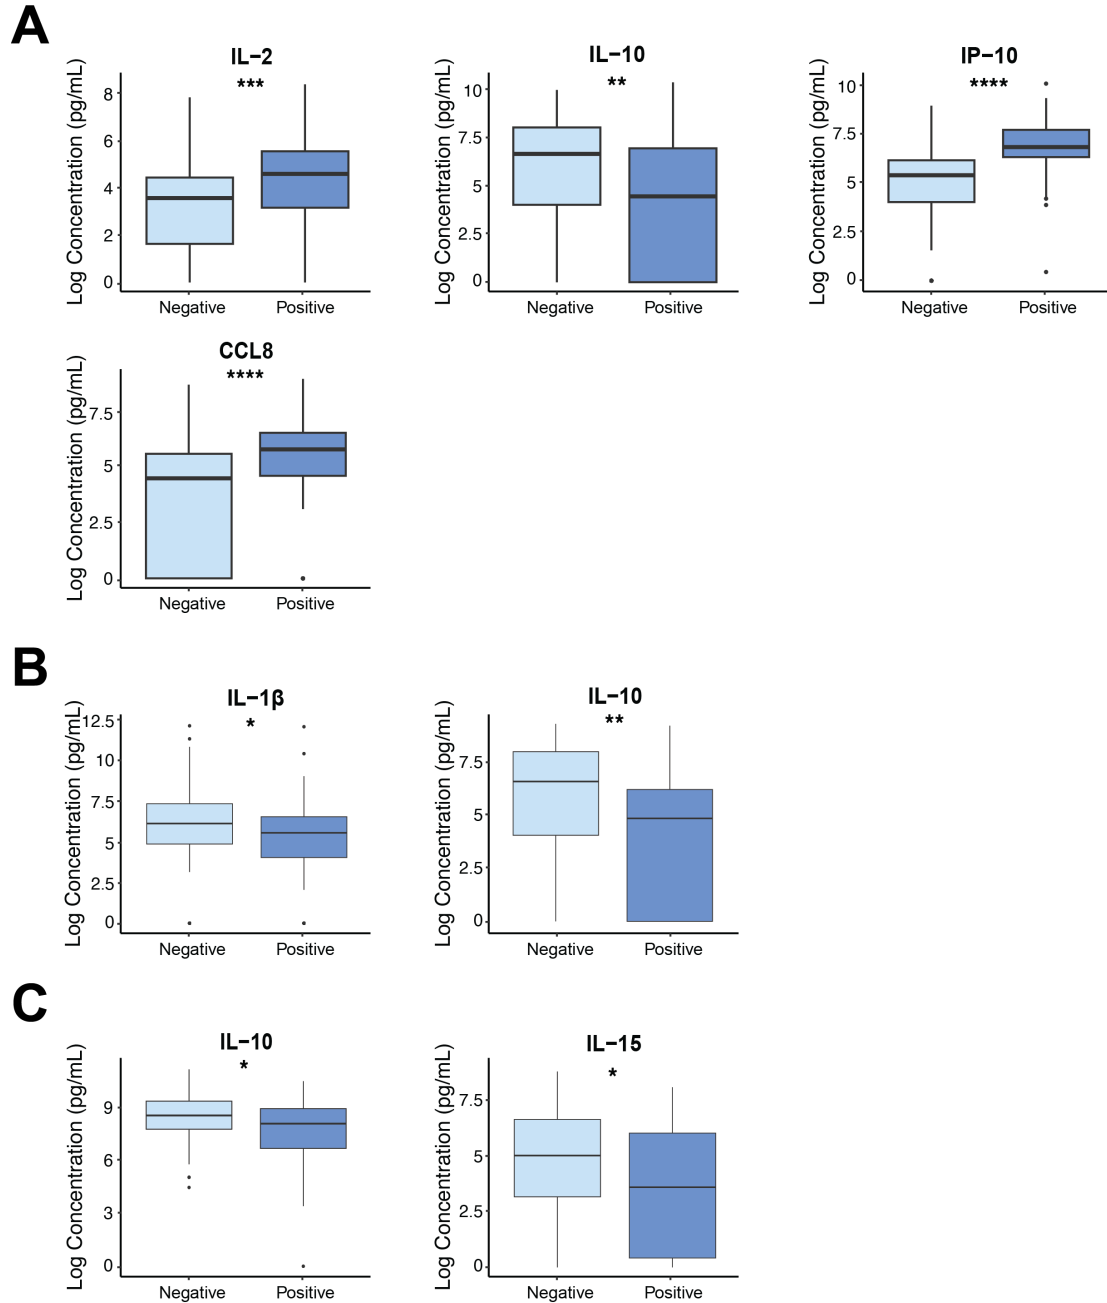 A
IL−2
***
Log Concentration (pg/mL)
8
6
4
2
0
Negative
Positive
IL−10
**
Log Concentration (pg/mL)
10
7.5
5
2.5
0
Negative
Positive
IP−10
****
Log Concentration (pg/mL)
10
7.5
5
2.5
0
Negative
Positive
CCL8
****
Log Concentration (pg/mL)
7.5
5
2.5
0
Negative
Positive
B
IL−1β
*
Log Concentration (pg/mL)
12.5
10
7.5
5
2.5
0
Negative
Positive
IL−10
**
Log Concentration (pg/mL)
7.5
5
2.5
0
Negative
Positive
C
IL−10
*
Log Concentration (pg/mL)
9
6
3
0
Negative
Positive
IL−15
*
Log Concentration (pg/mL)
7.5
5
2.5
0
Negative
Positive